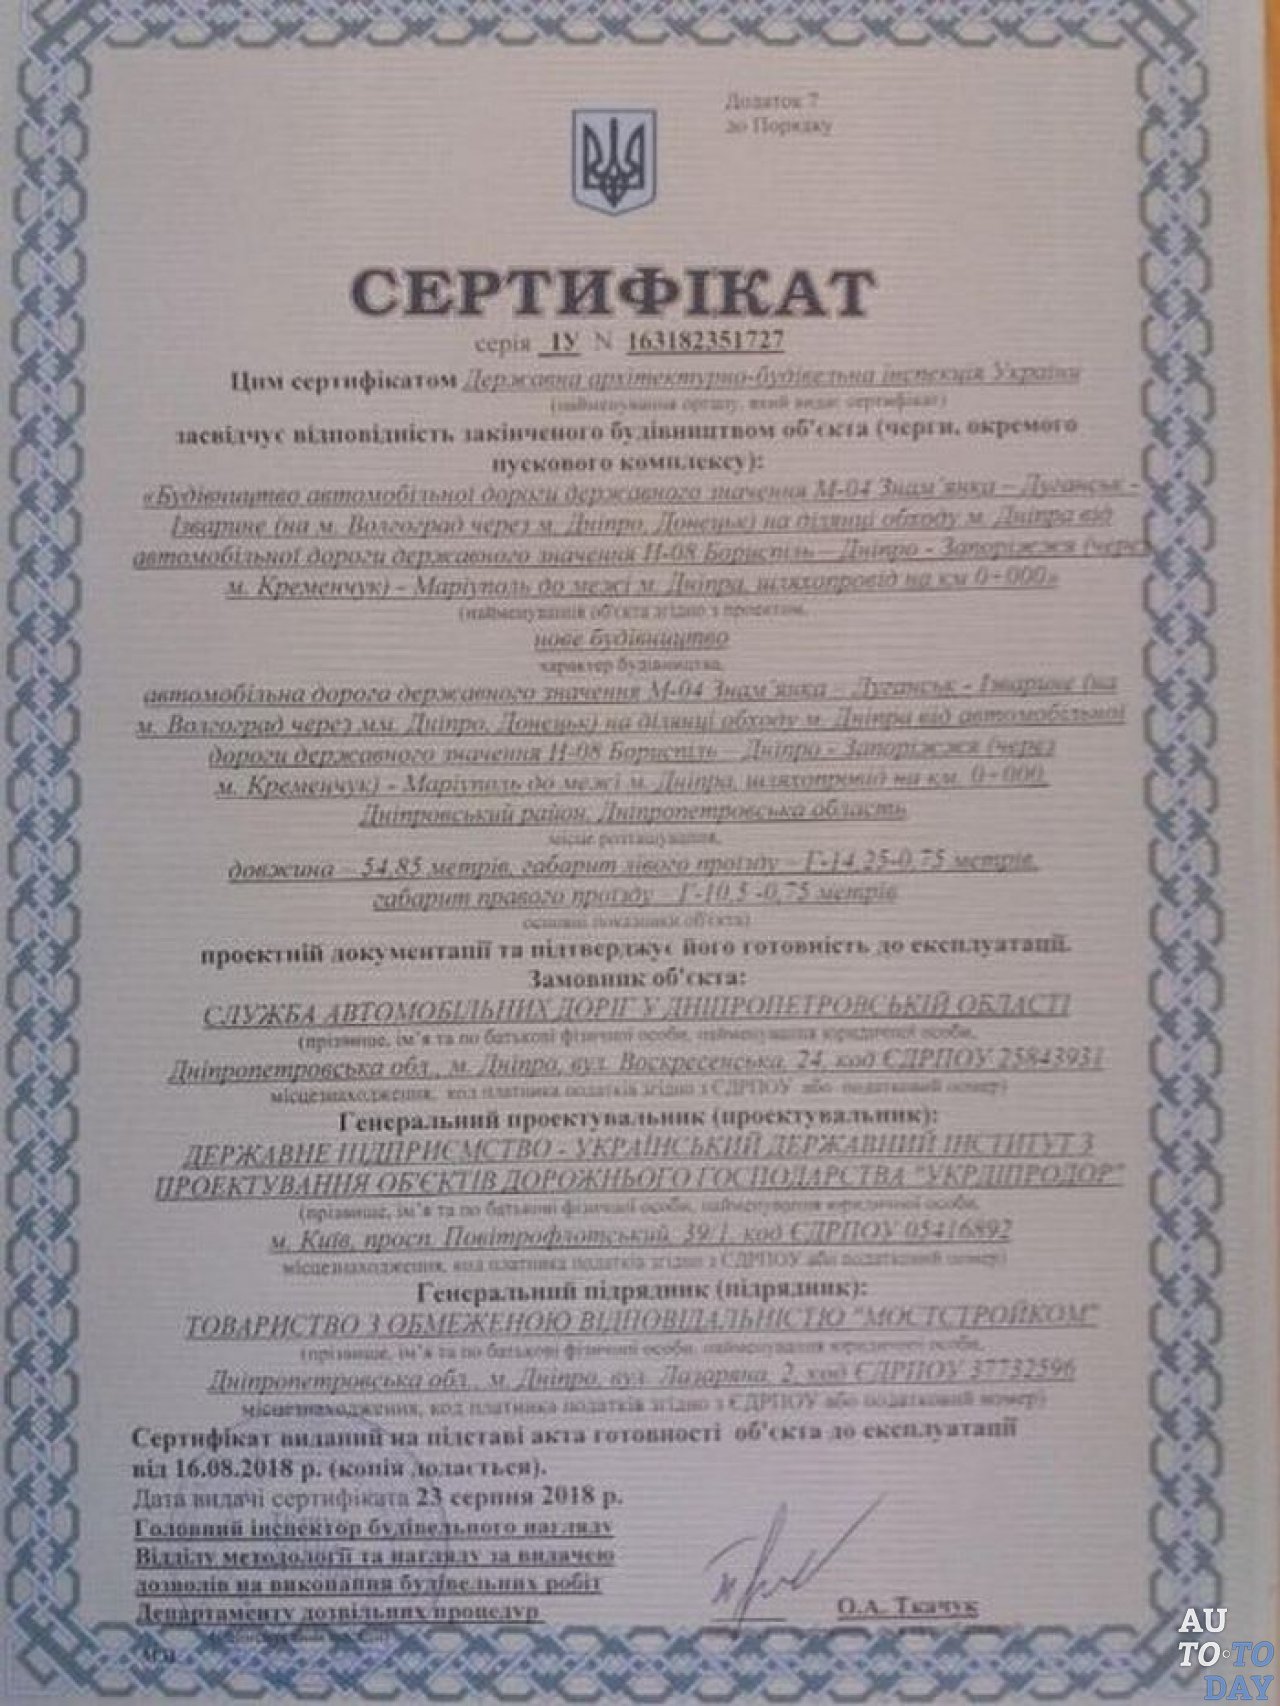 Додаток 7
до Порядку
СЕРТИФІКАТ
серія ІУ N 163182351727
Цим сертифікатом Державна архітектурно-будівельна інспекція України
(найменування органу, який видає сертифікат)
засвідчує відповідність закінченого будівництвом об'єкта (черги, окремого
пускового комплексу):
«Будівництво автомобільної дороги державного значення М-04 Знам´янка – Луганськ -
Ізварине (на м. Волгоград через м. Дніпро, Донецьк) на ділянці обходу м. Дніпра від
автомобільної дороги державного значення Н-08 Бориспіль – Дніпро - Запоріжжя (через
м. Кременчук) - Маріуполь до межі м. Дніпра, шляхопровід на км 0+000»
(найменування об'єкта згідно з проектом,
нове будівництво
характер будівництва,
автомобільна дорога державного значення М-04 Знам´янка – Луганськ - Ізварине (на
м. Волгоград через мм. Дніпро, Донецьк) на ділянці обходу м. Дніпра від автомобільної
дороги державного значення Н-08 Бориспіль – Дніпро - Запоріжжя (через
м. Кременчук) - Маріуполь до межі м. Дніпра, шляхопровід на км. 0+000,
Дніпровський район, Дніпропетровська область
місце розташування,
довжина – 54,85 метрів, габарит лівого проїзду – Г-14,25-0,75 метрів,
габарит правого проїзду – Г-10,5 -0,75 метрів
основні показники об'єкта)
проектній документації та підтверджує його готовність до експлуатації.
Замовник об'єкта:
СЛУЖБА АВТОМОБІЛЬНИХ ДОРІГ У ДНІПРОПЕТРОВСЬКІЙ ОБЛАСТІ
(прізвище, ім'я та по батькові фізичної особи, найменування юридичної особи,
Дніпропетровська обл., м. Дніпро, вул. Воскресенська, 24, код ЄДРПОУ 25843931
місцезнаходження, код платника податків згідно з ЄДРПОУ або податковий номер)
Генеральний проектувальник (проектувальник):
ДЕРЖАВНЕ ПІДПРИЄМСТВО - УКРАЇНСЬКИЙ ДЕРЖАВНИЙ ІНСТИТУТ З
ПРОЕКТУВАННЯ ОБ'ЄКТІВ ДОРОЖНЬОГО ГОСПОДАРСТВА "УКРДІПРОДОР"
(прізвище, ім'я та по батькові фізичної особи, найменування юридичної особи,
м. Київ, просп. Повітрофлотський, 39/1, код ЄДРПОУ 05416892
місцезнаходження, код платника податків згідно з ЄДРПОУ або податковий номер)
Генеральний підрядник (підрядник):
ТОВАРИСТВО З ОБМЕЖЕНОЮ ВІДПОВІДАЛЬНІСТЮ "МОСТСТРОЙКОМ"
(прізвище, ім'я та по батькові фізичної особи, найменування юридичної особи,
Дніпропетровська обл., м. Дніпро, вул. Лазаряна, 2, код ЄДРПОУ 37732596
місцезнаходження, код платника податків згідно з ЄДРПОУ або податковий номер)
Сертифікат виданий на підставі акта готовності об'єкта до експлуатації
від 16.08.2018 р. (копія додається).
Дата видачі сертифіката 23 серпня 2018 р.
Головний інспектор будівельного нагляду
Відділу методології та нагляду за видачею
дозволів на виконання будівельних робіт
Департаменту дозвільних процедур
О.А. Ткачук
AU
TO TO
DAY